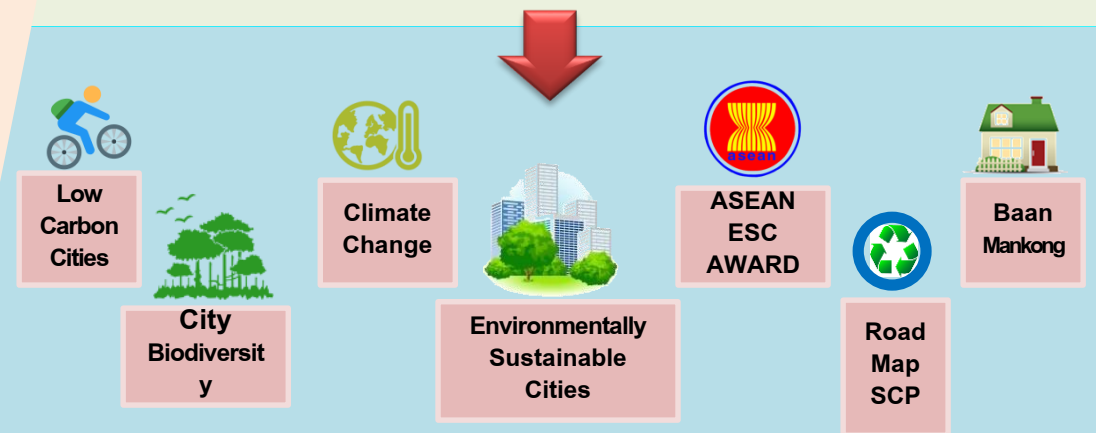 Low
Carbon
Cities
City
Biodiversit
y
Climate
Change
Environmentally
Sustainable
Cities
asean
ASEAN
ESC
AWARD
Road
Map
SCP
Baan
Mankong